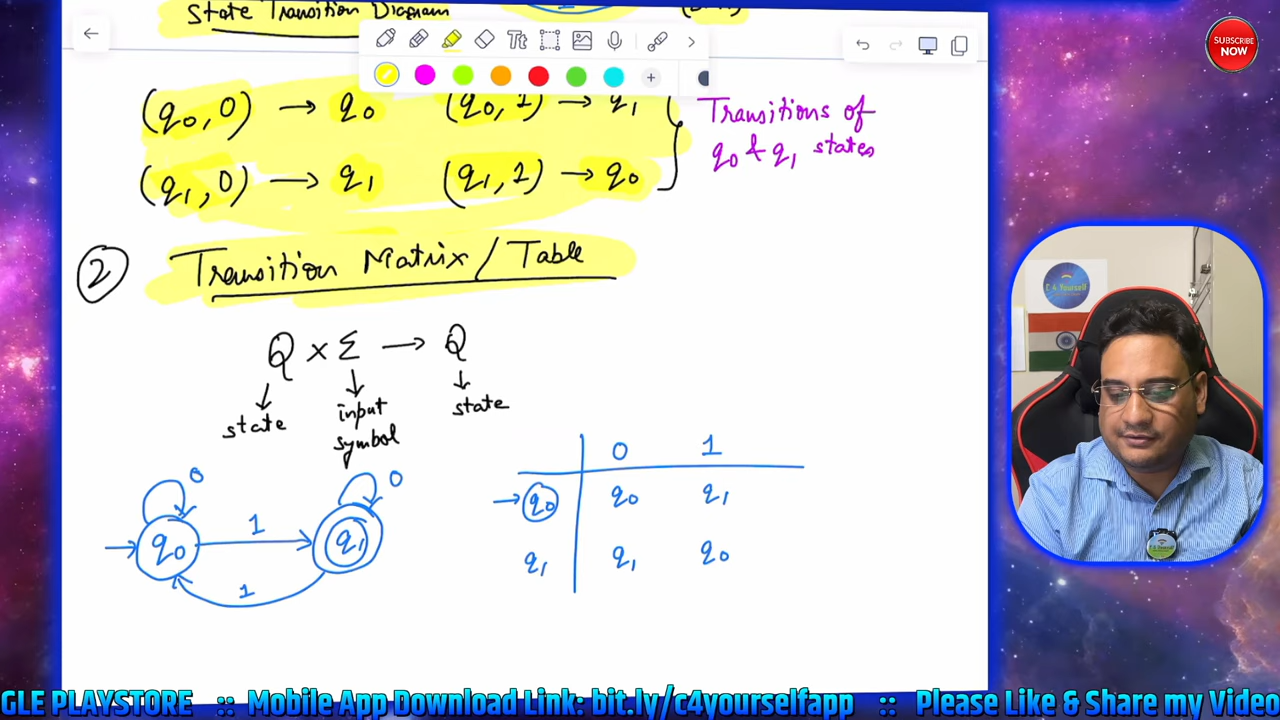 State Transition Diagram
SUBSCRIBE
NOW
Tt
(q₀, 0) → q₀ (q₀, 1) → q₁
(q₁, 0) → q₁ (q₁, 1) → q₀
Transitions of
q₀ & q₁ states
2 Transition Matrix / Table
Q × Σ → Q
state input symbol state
0 0
→ q₀ 1 q₁
1
0 1
→ q₀ q₀ q₁
q₁ q₁ q₀
C 4 Yourself
GLE PLAYSTORE :: Mobile App Download Link: bit.ly/c4yourselfapp :: Please Like & Share my Video